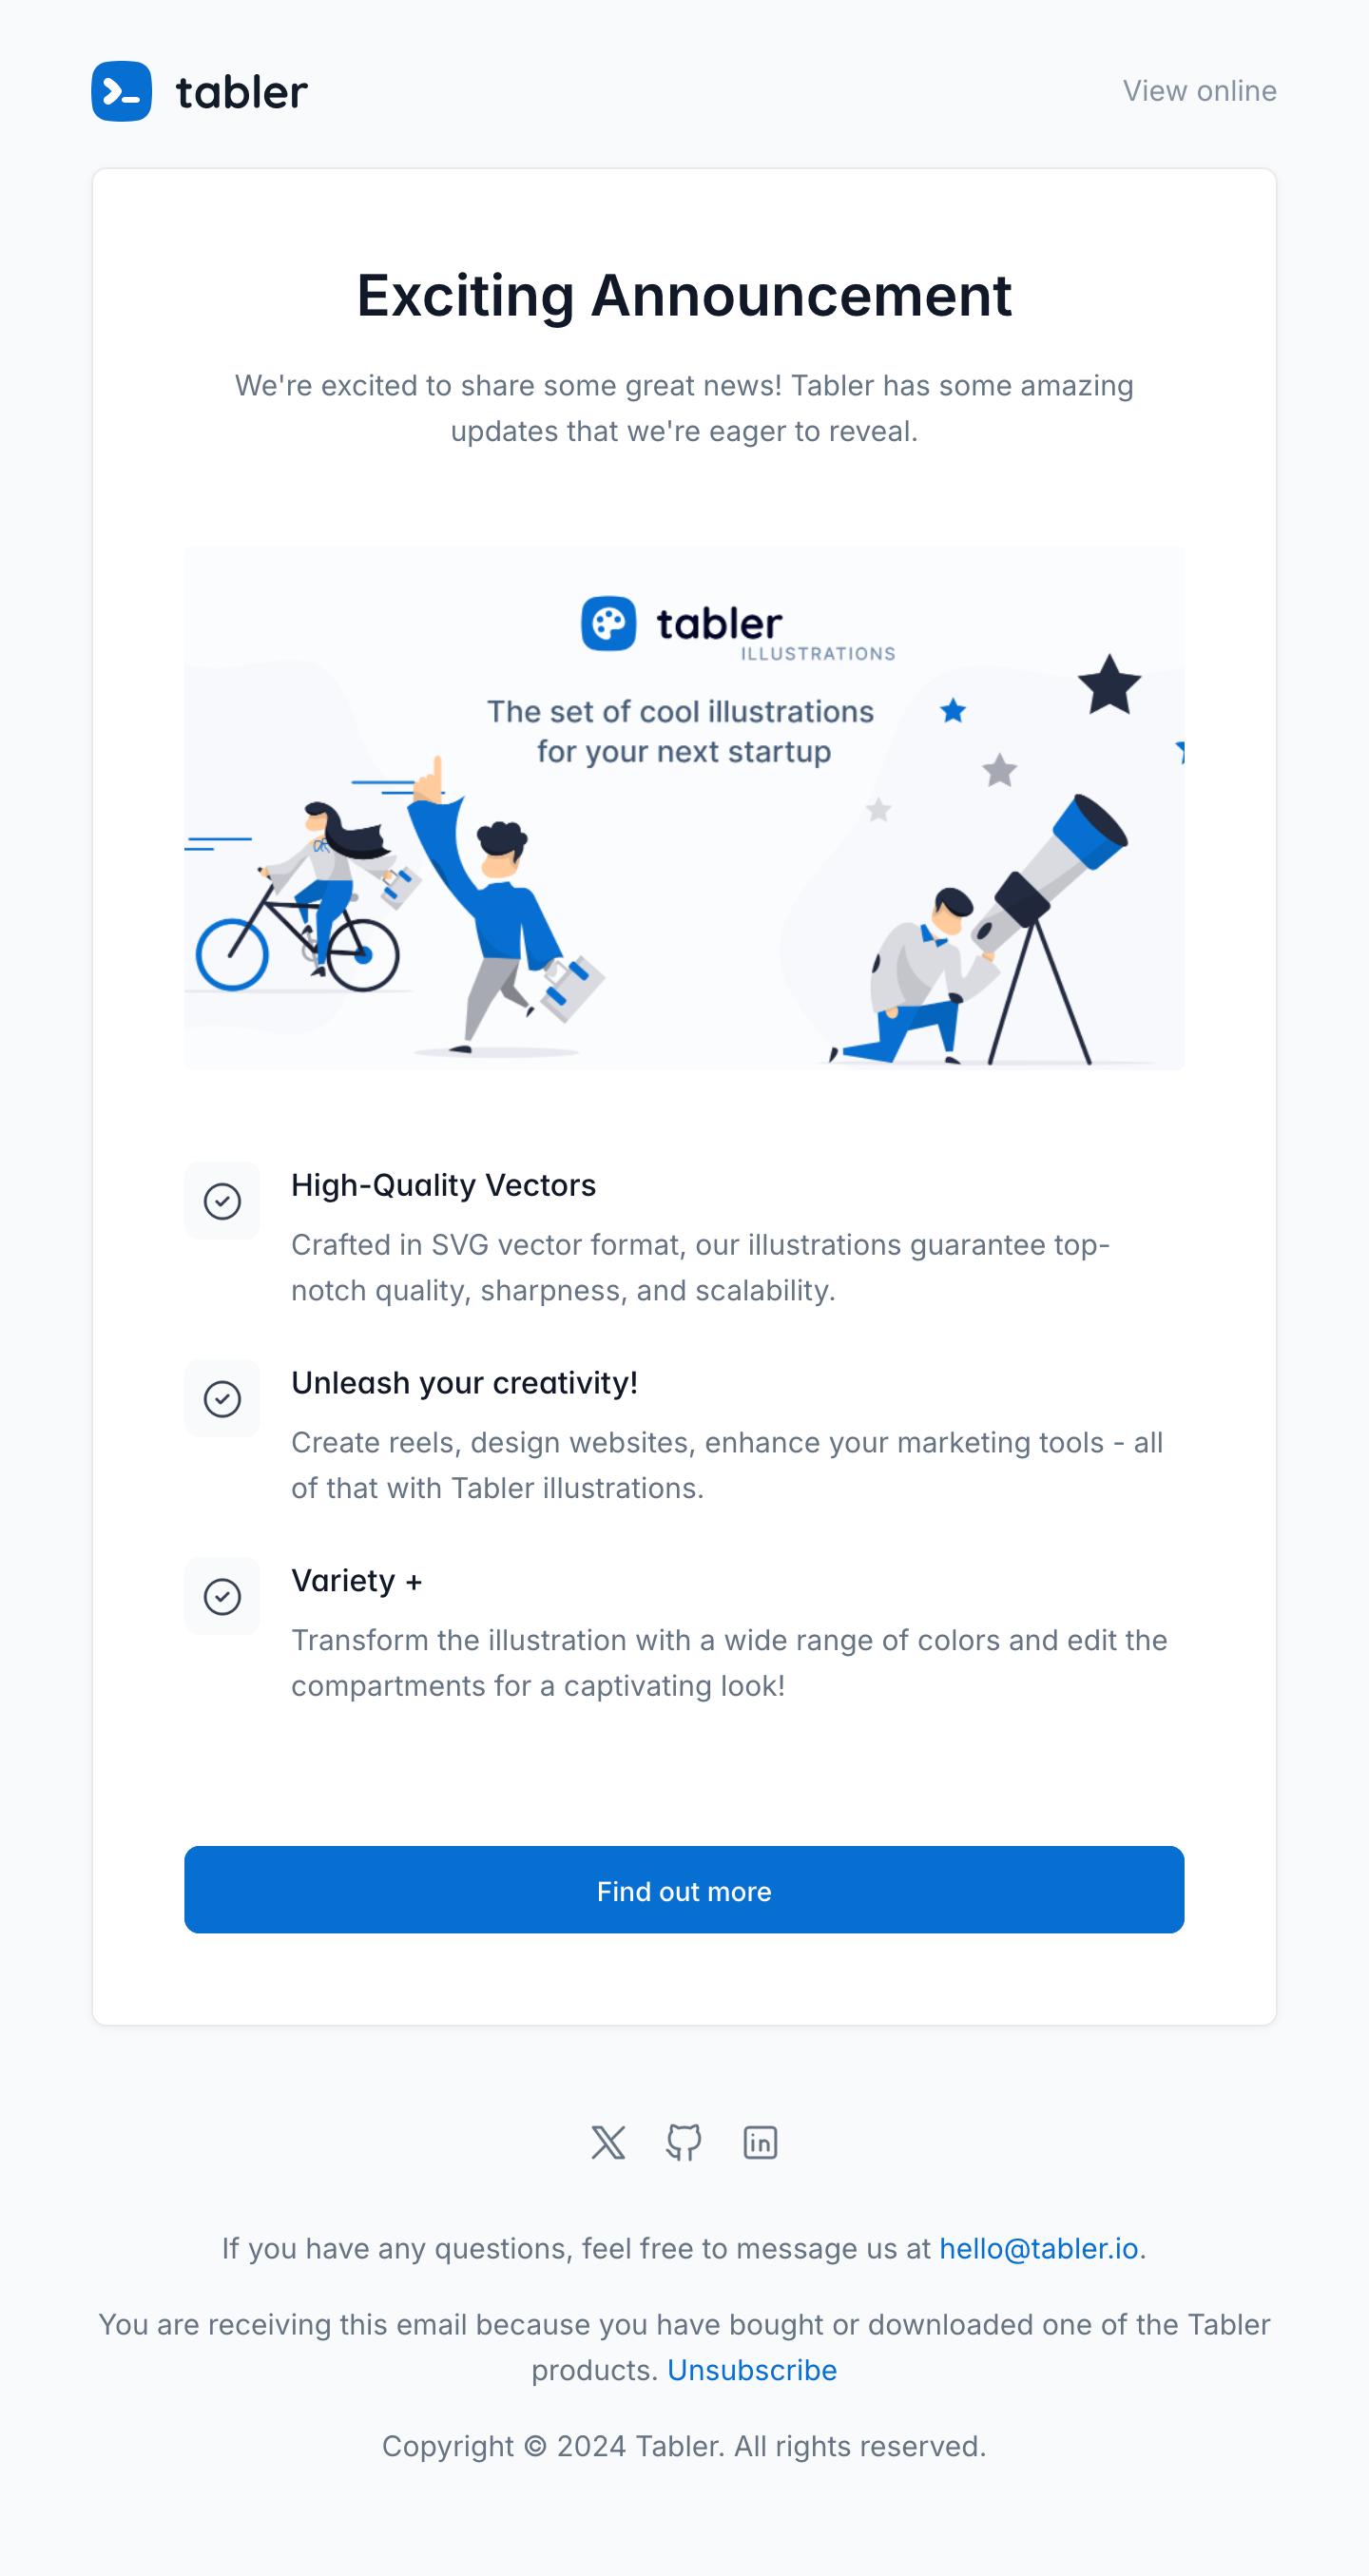 tabler
View online
Exciting Announcement
We're excited to share some great news! Tabler has some amazing
updates that we're eager to reveal.
tabler
ILLUSTRATIONS
The set of cool illustrations
for your next startup
High-Quality Vectors
Crafted in SVG vector format, our illustrations guarantee top-
notch quality, sharpness, and scalability.
Unleash your creativity!
Create reels, design websites, enhance your marketing tools - all
of that with Tabler illustrations.
Variety +
Transform the illustration with a wide range of colors and edit the
compartments for a captivating look!
Find out more
If you have any questions, feel free to message us at hello@tabler.io.
You are receiving this email because you have bought or downloaded one of the Tabler
products. Unsubscribe
Copyright © 2024 Tabler. All rights reserved.